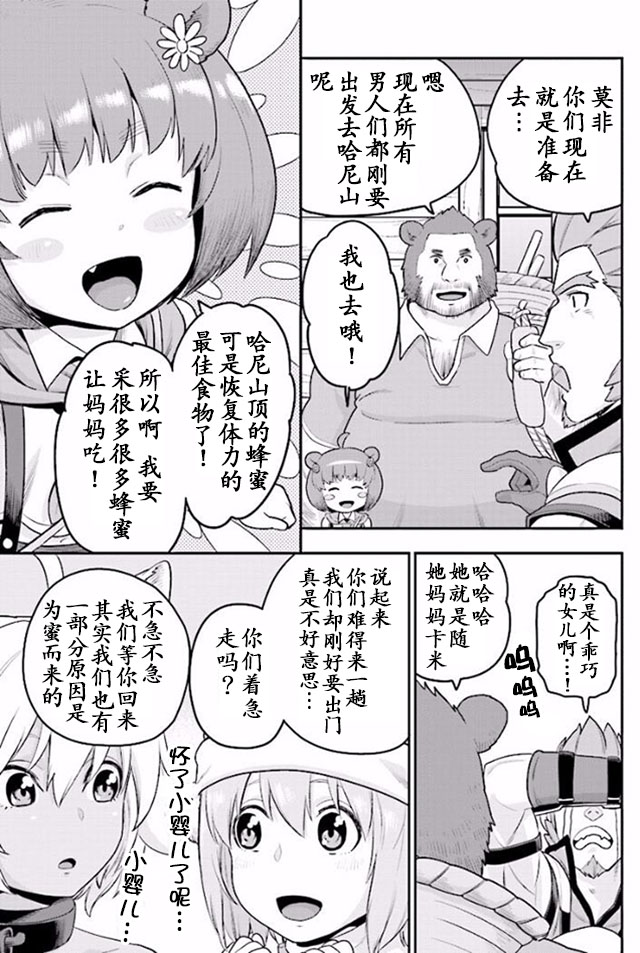 莫非
你们现在
就是准备
去…
嗯
现在所有
男人们都刚要
出发去哈尼山
呢
我也去哦！
哈尼山顶的蜂蜜
可是恢复体力的
最佳食物了！
所以啊 我要
采很多很多蜂蜜
让妈妈吃！
真是个乖巧
的女儿啊…！
呜
呜
呜
哈哈哈
她就是随
她妈妈卡米
说起来
你们难得来一趟
我们却刚好要出门
真是不好意思…
你们着急
走吗？
不急不急
我们等你回来
其实我们也有
一部分原因是
为蜜而来的
怀了小婴儿了呢…
小婴儿…